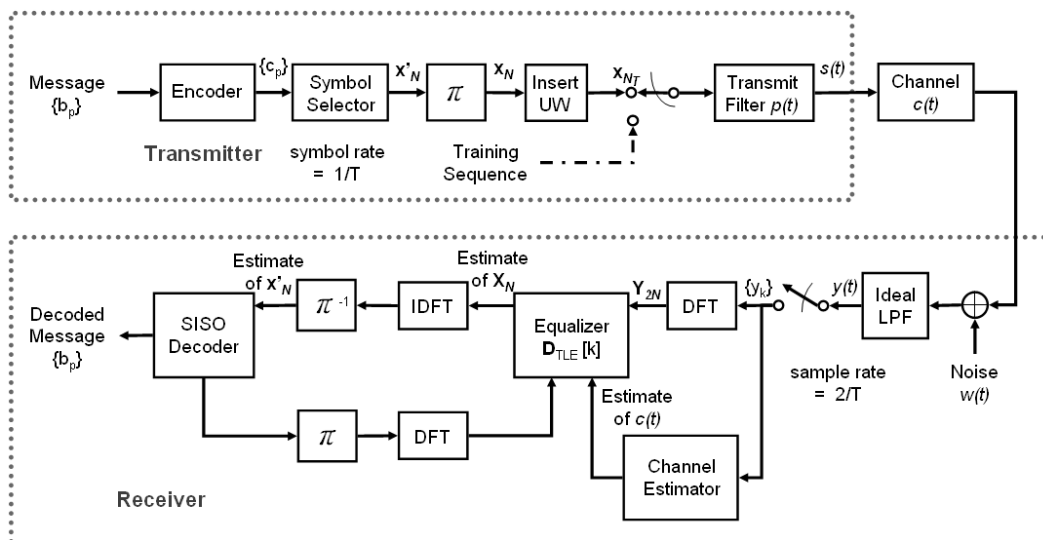 Message
{b_p}
Encoder
{c_p}
Symbol
Selector
x'_N
π
x_N
Insert
UW
x_N_T
Transmit
Filter p(t)
s(t)
Channel
c(t)
Transmitter
symbol rate
= 1/T
Training
Sequence
Decoded
Message
{b_p}
SISO
Decoder
Estimate
of x'_N
π⁻¹
IDFT
Estimate
of X_N
Equalizer
D_TLE [k]
Y_2N
DFT
{y_k}
y(t)
Ideal
LPF
sample rate
= 2/T
Noise
w(t)
π
DFT
Estimate
of c(t)
Channel
Estimator
Receiver